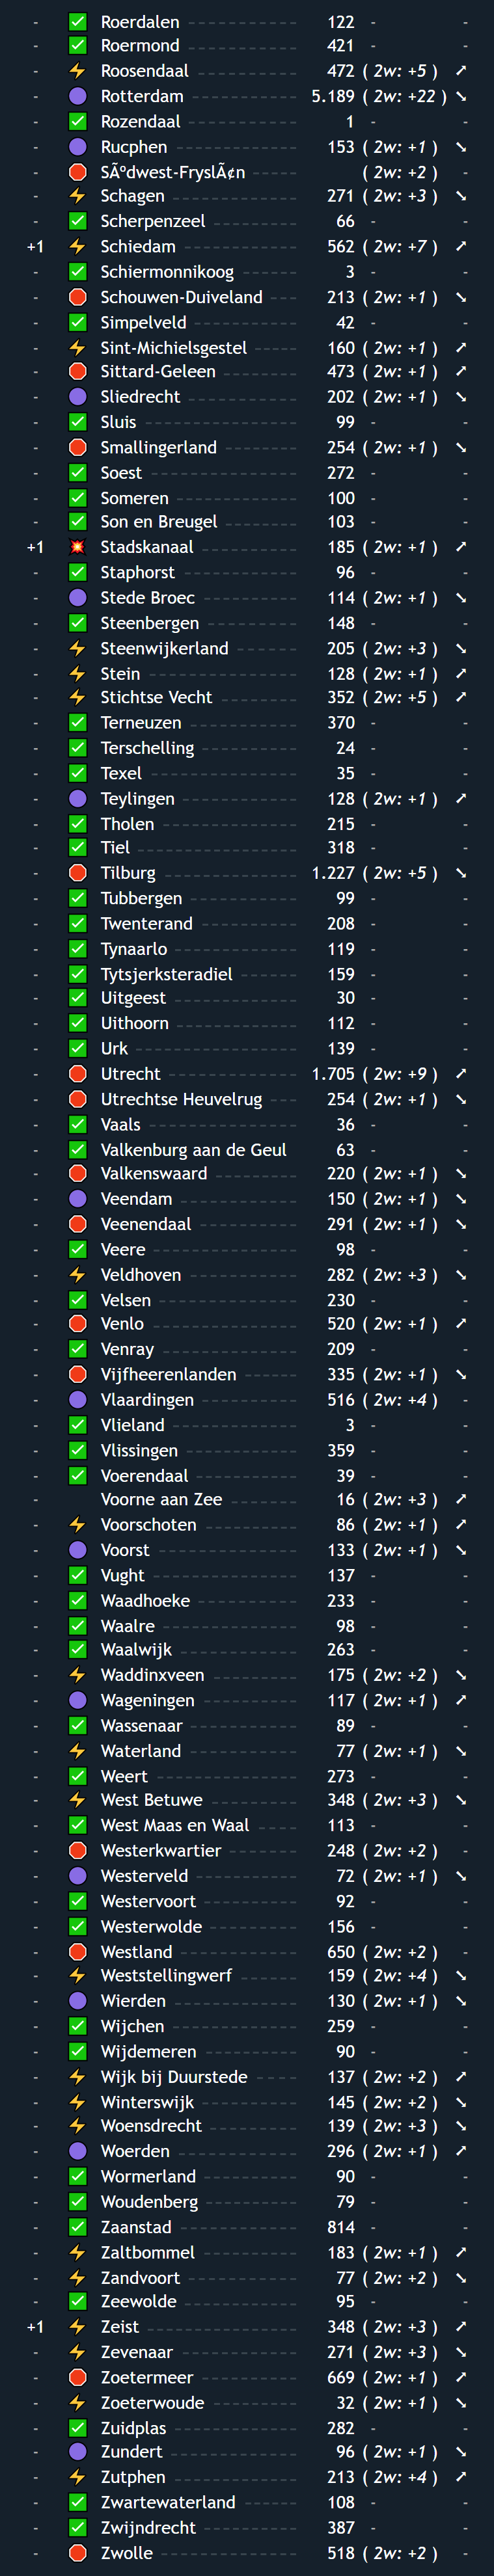 - ✅ Roerdalen ----------- 122 - -
- ✅ Roermond ----------- 421 - -
- ⚡ Roosendaal ---------- 472 ( 2w: +5 ) ↗
- 🟣 Rotterdam ----------- 5.189 ( 2w: +22 ) ↘
- ✅ Rozendaal ----------- 1 - -
- 🟣 Rucphen ------------ 153 ( 2w: +1 ) ↘
- 🛑 SÃºdwest-FryslÃ¢n ----- ( 2w: +2 ) -
- ⚡ Schagen ------------- 271 ( 2w: +3 ) ↘
- ✅ Scherpenzeel -------- 66 - -
+1 ⚡ Schiedam ----------- 562 ( 2w: +7 ) ↗
- ✅ Schiermonnikoog ----- 3 - -
- 🛑 Schouwen-Duiveland --- 213 ( 2w: +1 ) ↘
- ✅ Simpelveld ---------- 42 - -
- ⚡ Sint-Michielsgestel ---- 160 ( 2w: +1 ) ↗
- 🛑 Sittard-Geleen ------- 473 ( 2w: +1 ) ↗
- 🟣 Sliedrecht ----------- 202 ( 2w: +1 ) ↘
- ✅ Sluis --------------- 99 - -
- 🛑 Smallingerland ------- 254 ( 2w: +1 ) ↘
- ✅ Soest --------------- 272 - -
- ✅ Someren ------------ 100 - -
- ✅ Son en Breugel ------- 103 - -
+1 💥 Stadskanaal --------- 185 ( 2w: +1 ) ↗
- ✅ Staphorst ----------- 96 - -
- 🟣 Stede Broec --------- 114 ( 2w: +1 ) ↘
- ✅ Steenbergen --------- 148 - -
- ⚡ Steenwijkerland ------ 205 ( 2w: +3 ) ↘
- ⚡ Stein --------------- 128 ( 2w: +1 ) ↗
- ⚡ Stichtse Vecht ------- 352 ( 2w: +5 ) ↗
- ✅ Terneuzen ----------- 370 - -
- ✅ Terschelling --------- 24 - -
- ✅ Texel --------------- 35 - -
- 🟣 Teylingen ----------- 128 ( 2w: +1 ) ↗
- ✅ Tholen -------------- 215 - -
- ✅ Tiel ----------------- 318 - -
- 🛑 Tilburg -------------- 1.227 ( 2w: +5 ) ↘
- ✅ Tubbergen ---------- 99 - -
- ✅ Twenterand ---------- 208 - -
- ✅ Tynaarlo ------------ 119 - -
- ✅ Tytsjerksteradiel ----- 159 - -
- ✅ Uitgeest ------------ 30 - -
- ✅ Uithoorn ------------ 112 - -
- ✅ Urk ---------------- 139 - -
- 🛑 Utrecht ------------- 1.705 ( 2w: +9 ) ↗
- 🛑 Utrechtse Heuvelrug --- 254 ( 2w: +1 ) ↘
- ✅ Vaals --------------- 36 - -
- ✅ Valkenburg aan de Geul 63 - -
- 🛑 Valkenswaard -------- 220 ( 2w: +1 ) ↘
- 🟣 Veendam ------------ 150 ( 2w: +1 ) ↘
- 🛑 Veenendaal ---------- 291 ( 2w: +1 ) ↘
- ✅ Veere --------------- 98 - -
- ⚡ Veldhoven ----------- 282 ( 2w: +3 ) ↘
- ✅ Velsen -------------- 230 - -
- 🛑 Venlo --------------- 520 ( 2w: +1 ) ↗
- ✅ Venray -------------- 209 - -
- 🛑 Vijfheerenlanden ----- 335 ( 2w: +1 ) ↘
- 🟣 Vlaardingen --------- 516 ( 2w: +4 ) -
- ✅ Vlieland ------------- 3 - -
- ✅ Vlissingen ----------- 359 - -
- ✅ Voerendaal ---------- 39 - -
- Voorne aan Zee ------- 16 ( 2w: +3 ) ↗
- ⚡ Voorschoten --------- 86 ( 2w: +1 ) ↗
- 🟣 Voorst -------------- 133 ( 2w: +1 ) ↘
- ✅ Vught --------------- 137 - -
- ✅ Waadhoeke ---------- 233 - -
- ✅ Waalre -------------- 98 - -
- ✅ Waalwijk ------------ 263 - -
- ⚡ Waddinxveen -------- 175 ( 2w: +2 ) ↘
- 🟣 Wageningen --------- 117 ( 2w: +1 ) ↗
- ✅ Wassenaar ---------- 89 - -
- ⚡ Waterland ----------- 77 ( 2w: +1 ) ↘
- ✅ Weert -------------- 273 - -
- ⚡ West Betuwe -------- 348 ( 2w: +3 ) ↘
- ✅ West Maas en Waal ---- 113 - -
- 🛑 Westerkwartier ------- 248 ( 2w: +2 ) -
- 🟣 Westerveld ---------- 72 ( 2w: +1 ) ↘
- ✅ Westervoort --------- 92 - -
- ✅ Westerwolde -------- 156 - -
- 🛑 Westland ----------- 650 ( 2w: +2 ) -
- ⚡ Weststellingwerf ------ 159 ( 2w: +4 ) ↘
- 🟣 Wierden ------------ 130 ( 2w: +1 ) ↘
- ✅ Wijchen ------------- 259 - -
- ✅ Wijdemeren --------- 90 - -
- ⚡ Wijk bij Duurstede ---- 137 ( 2w: +2 ) ↗
- ⚡ Winterswijk ---------- 145 ( 2w: +2 ) ↘
- ⚡ Woensdrecht --------- 139 ( 2w: +3 ) ↘
- 🟣 Woerden ------------ 296 ( 2w: +1 ) ↗
- ✅ Wormerland --------- 90 - -
- ✅ Woudenberg --------- 79 - -
- ✅ Zaanstad ------------ 814 - -
- ⚡ Zaltbommel ---------- 183 ( 2w: +1 ) ↗
- ⚡ Zandvoort ----------- 77 ( 2w: +2 ) ↘
- ✅ Zeewolde ----------- 95 - -
+1 ⚡ Zeist --------------- 348 ( 2w: +3 ) ↗
- ⚡ Zevenaar ------------ 271 ( 2w: +3 ) ↘
- 🛑 Zoetermeer ---------- 669 ( 2w: +1 ) ↗
- ⚡ Zoeterwoude --------- 32 ( 2w: +1 ) ↘
- ✅ Zuidplas ------------ 282 - -
- 🟣 Zundert ------------- 96 ( 2w: +1 ) ↘
- ⚡ Zutphen ------------ 213 ( 2w: +4 ) ↗
- ✅ Zwartewaterland ----- 108 - -
- ✅ Zwijndrecht ---------- 387 - -
- 🛑 Zwolle -------------- 518 ( 2w: +2 ) -